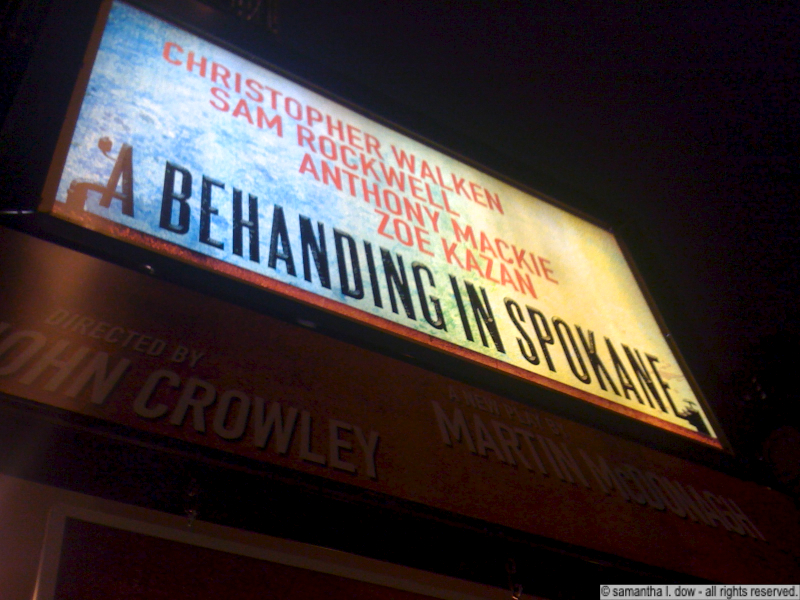 CHRISTOPHER WALKEN
SAM ROCKWELL
ANTHONY MACKIE
ZOE KAZAN
A BEHANDING IN SPOKANE
DIRECTED BY
JOHN CROWLEY
A NEW PLAY BY
MARTIN McDONAGH
© samantha l. dow - all rights reserved.